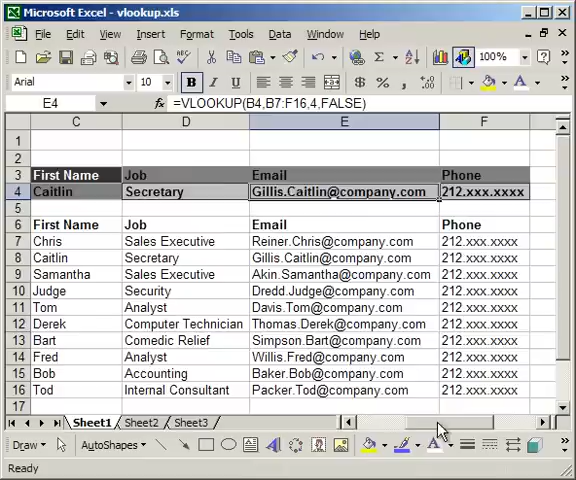 Microsoft Excel - vlookup.xls
File Edit View Insert Format Tools Data Window Help
100%
Arial 10 B I U $ %
E4 fx =VLOOKUP(B4,B7:F16,4,FALSE)
C D E F
1
2
3 First Name Job Email Phone
4 Caitlin Secretary Gillis.Caitlin@company.com 212.xxx.xxxx
5
6 First Name Job Email Phone
7 Chris Sales Executive Reiner.Chris@company.com 212.xxx.xxxx
8 Caitlin Secretary Gillis.Caitlin@company.com 212.xxx.xxxx
9 Samantha Sales Executive Akin.Samantha@company.com 212.xxx.xxxx
10 Judge Security Dredd.Judge@company.com 212.xxx.xxxx
11 Tom Analyst Davis.Tom@company.com 212.xxx.xxxx
12 Derek Computer Technician Thomas.Derek@company.com 212.xxx.xxxx
13 Bart Comedic Relief Simpson.Bart@company.com 212.xxx.xxxx
14 Fred Analyst Willis.Fred@company.com 212.xxx.xxxx
15 Bob Accounting Baker.Bob@company.com 212.xxx.xxxx
16 Tod Internal Consultant Packer.Tod@company.com 212.xxx.xxxx
17
Sheet1 Sheet2 Sheet3
Draw AutoShapes A
Ready